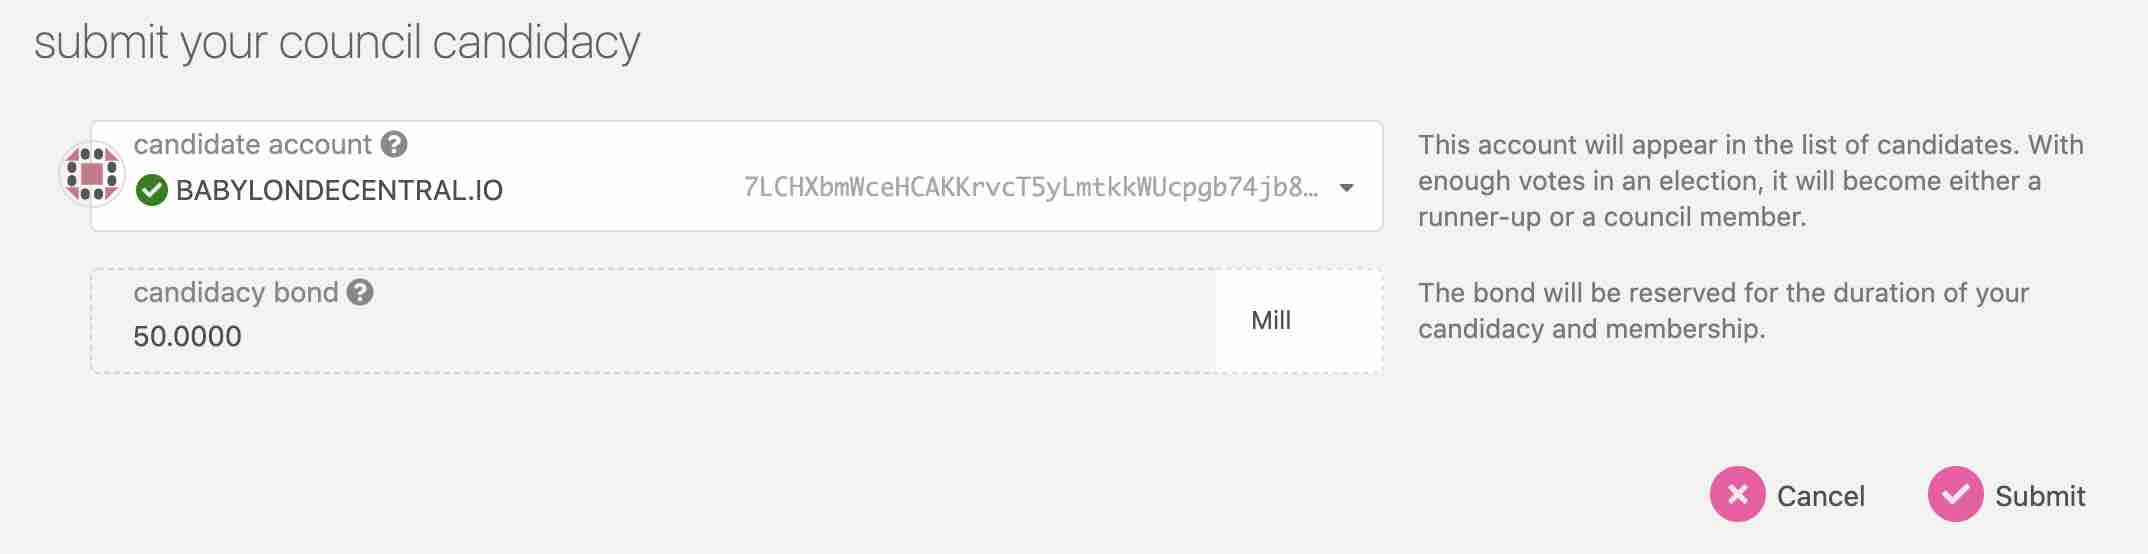 submit your council candidacy
candidate account
BABYLONDECENTRAL.IO
7LCHXbmWceHCAKKrvcT5yLmtkkWUcpgb74jb8…
This account will appear in the list of candidates. With
enough votes in an election, it will become either a
runner-up or a council member.
candidacy bond
50.0000
Mill
The bond will be reserved for the duration of your
candidacy and membership.
Cancel
Submit